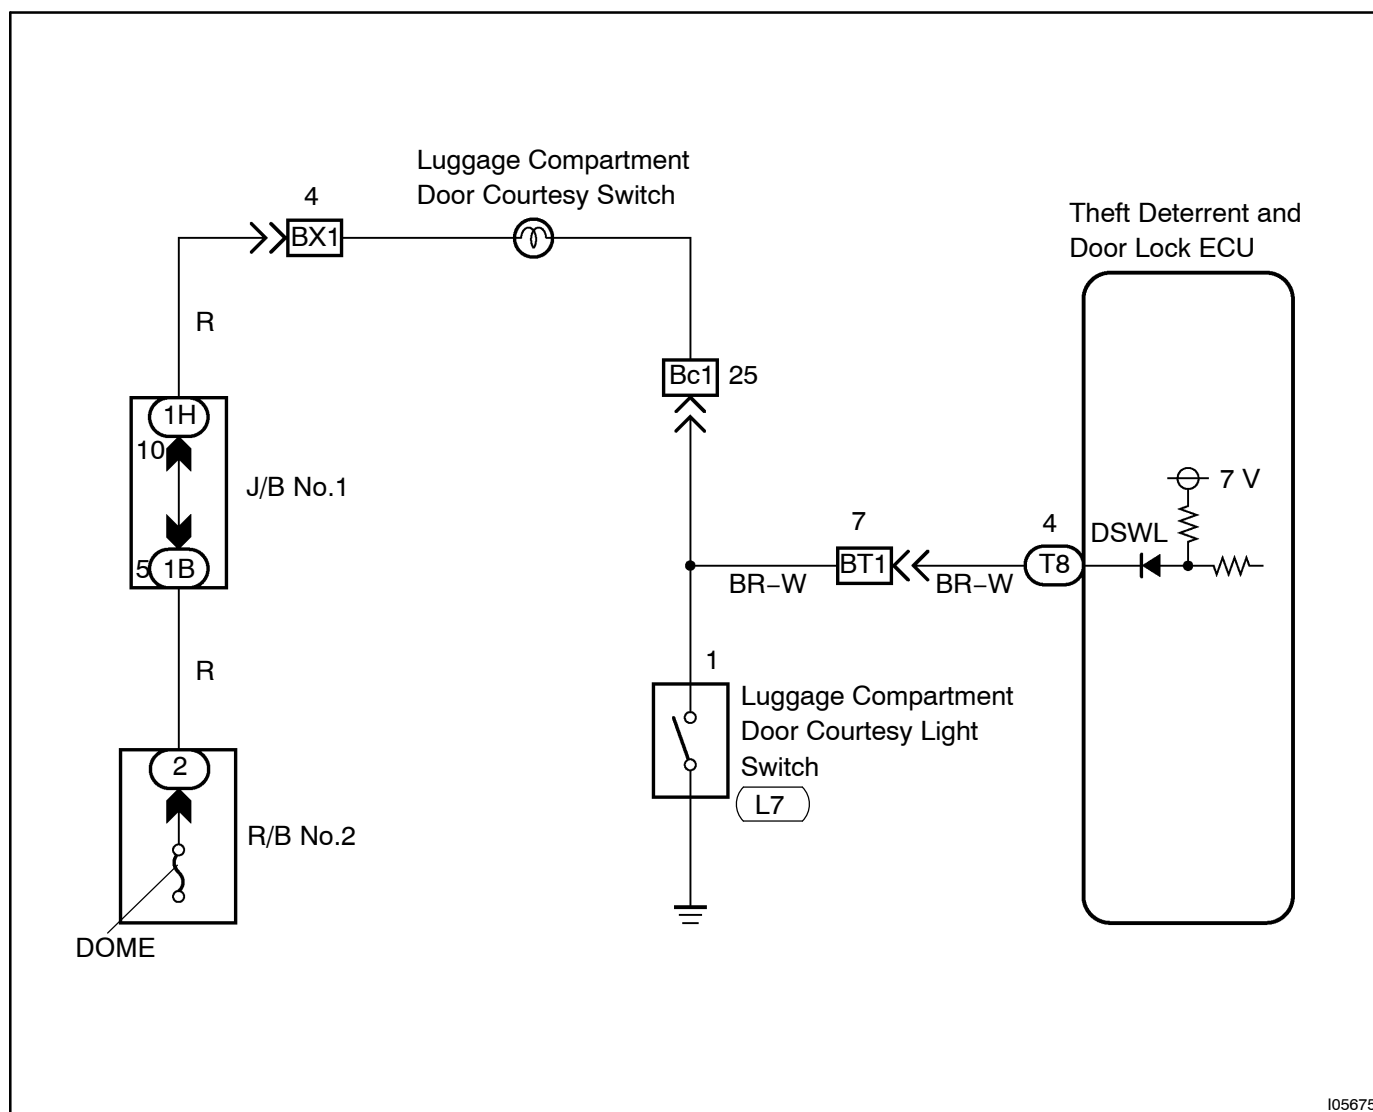 Luggage Compartment
Door Courtesy Switch
4
BX1
Theft Deterrent and
Door Lock ECU
R
Bc1 25
1H
10
J/B No.1
5 1B
7 V
7
4
DSWL
BT1
T8
BR-W
BR-W
R
1
Luggage Compartment
Door Courtesy Light
Switch
L7
2
R/B No.2
DOME
I05675